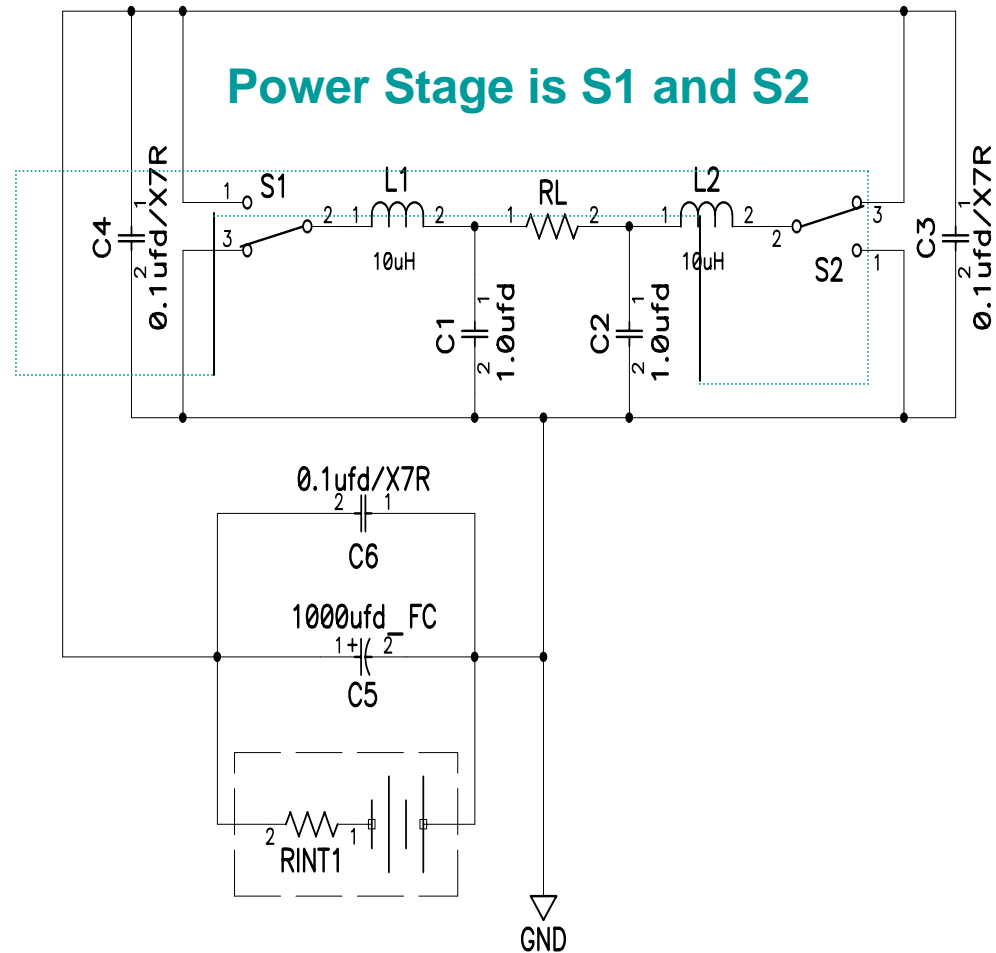 Power Stage is S1 and S2
C4
1
2
0.1ufd/X7R
1
S1
3
2
1
L1
2
10uH
1
RL
2
1
L2
2
10uH
2
3
S2
1
C3
1
2
0.1ufd/X7R
C1
1
2
1.0ufd
C2
1
2
1.0ufd
0.1ufd/X7R
2
1
C6
1000ufd_FC
1+
2
C5
2
1
RINT1
GND